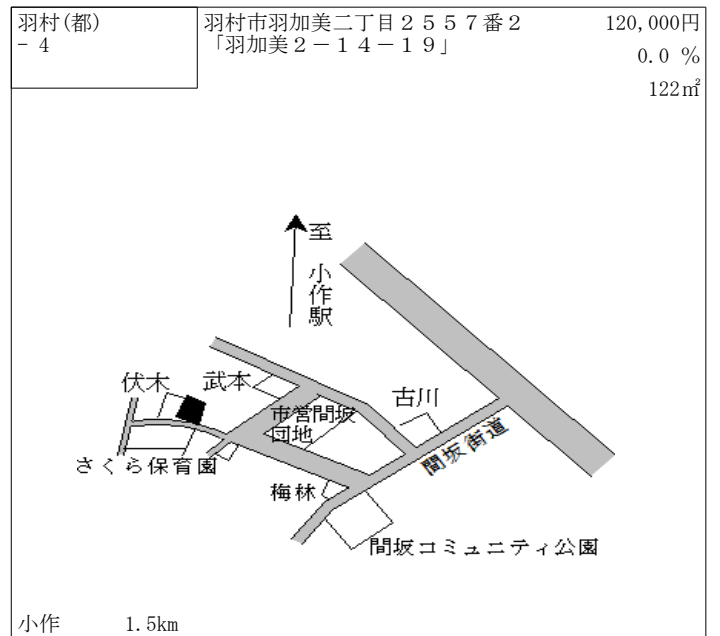 羽村(都)
- 4
羽村市羽加美二丁目２５５７番２
「羽加美２－１４－１９」
120,000円
0.0 %
122㎡
至
小作駅
伏木
武本
市営間坂
団地
古川
間坂街道
さくら保育園
梅林
間坂コミュニティ公園
小作 1.5km